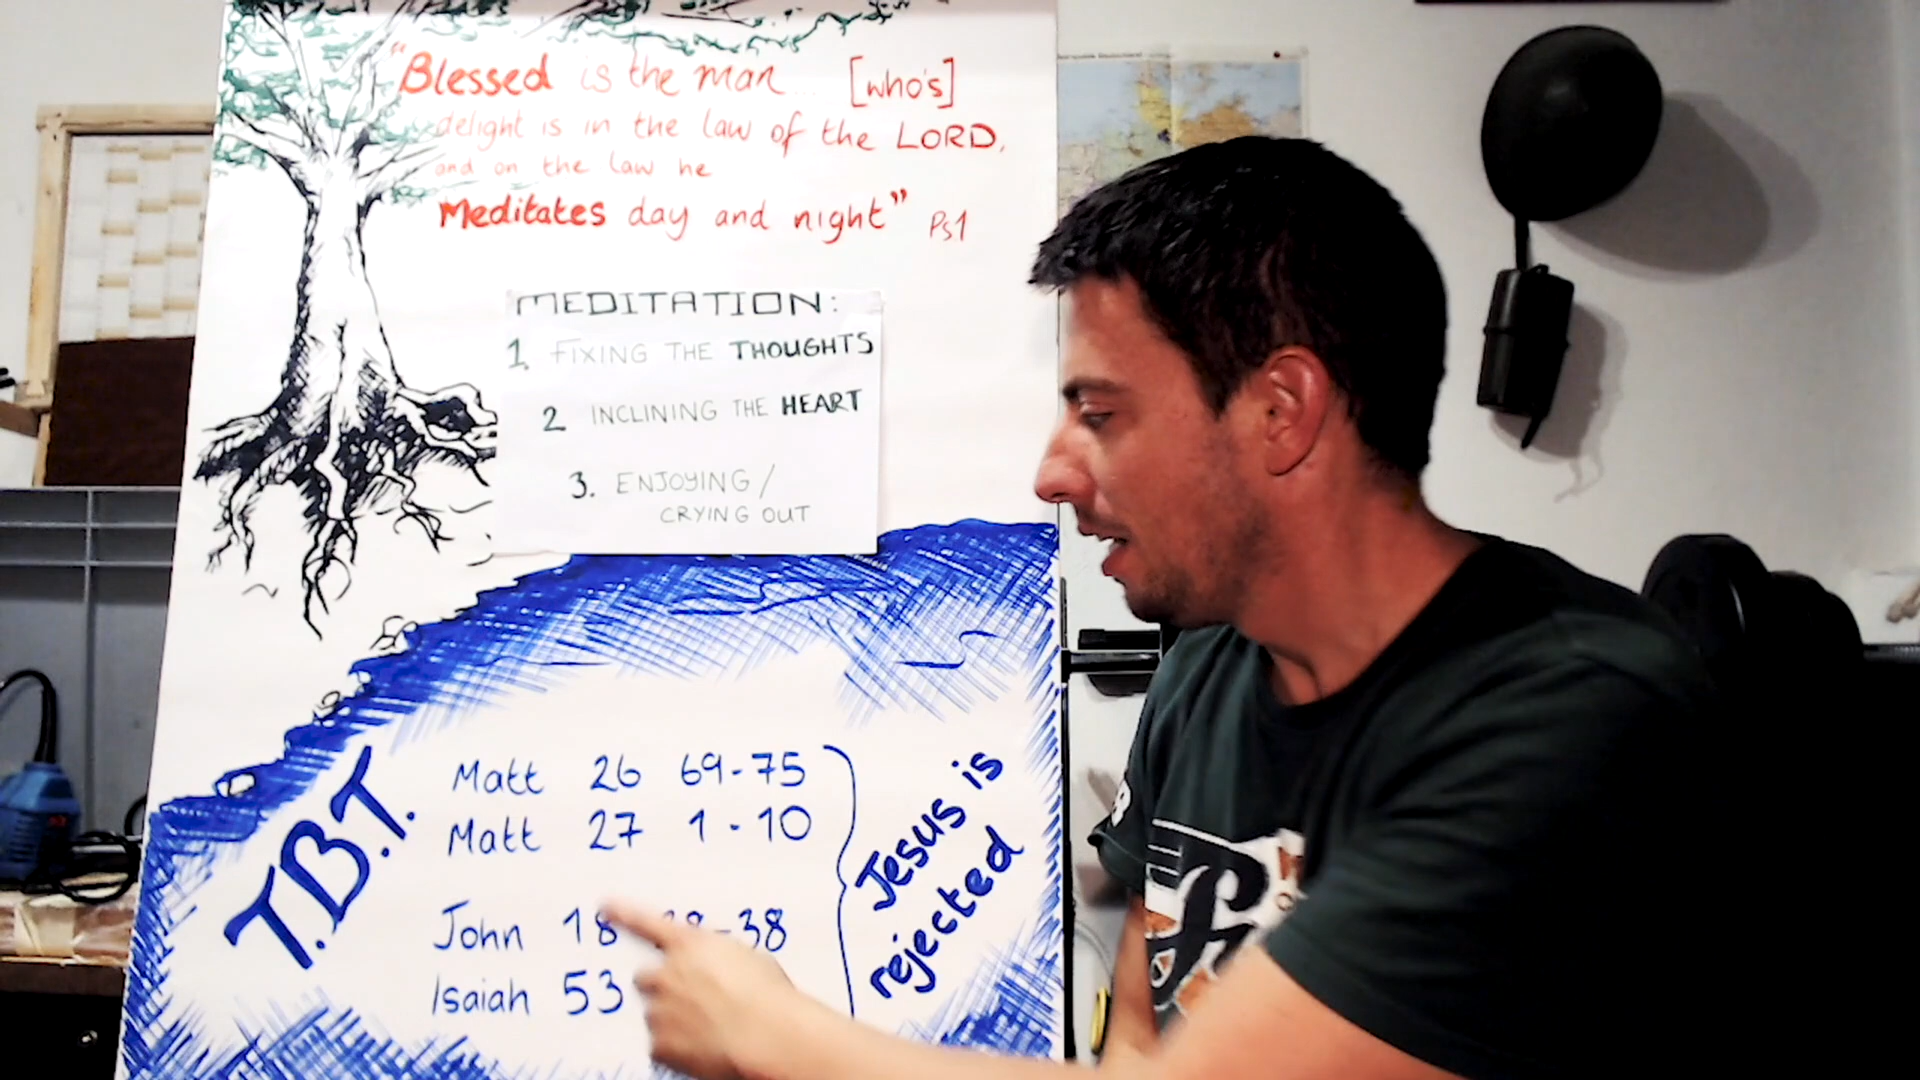 "Blessed is the man... [who's]
delight is in the law of the LORD,
and on the law he
Meditates day and night" Ps1
MEDITATION:
1. FIXING THE THOUGHTS
2 INCLINING THE HEART
3. ENJOYING /
CRYING OUT
T.B.T.
Matt 26 69-75
Matt 27 1-10
John 18 -38
Isaiah 53
Jesus is
rejected